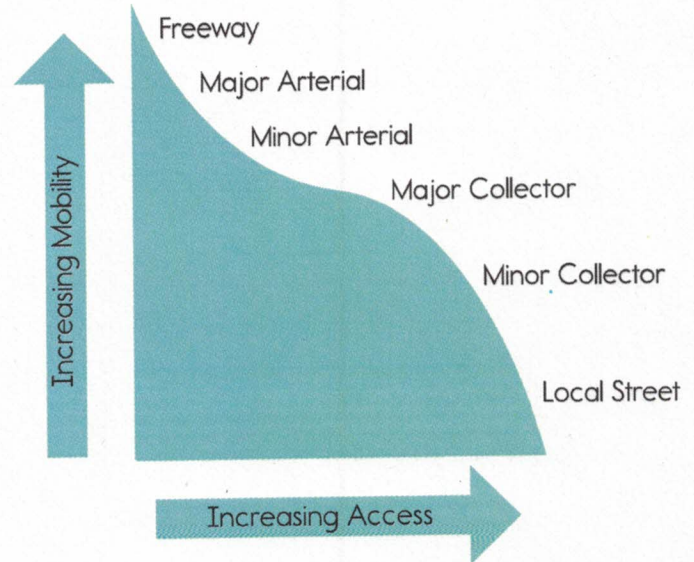 Freeway
Major Arterial
Minor Arterial
Major Collector
Minor Collector
Local Street
Increasing Mobility
Increasing Access